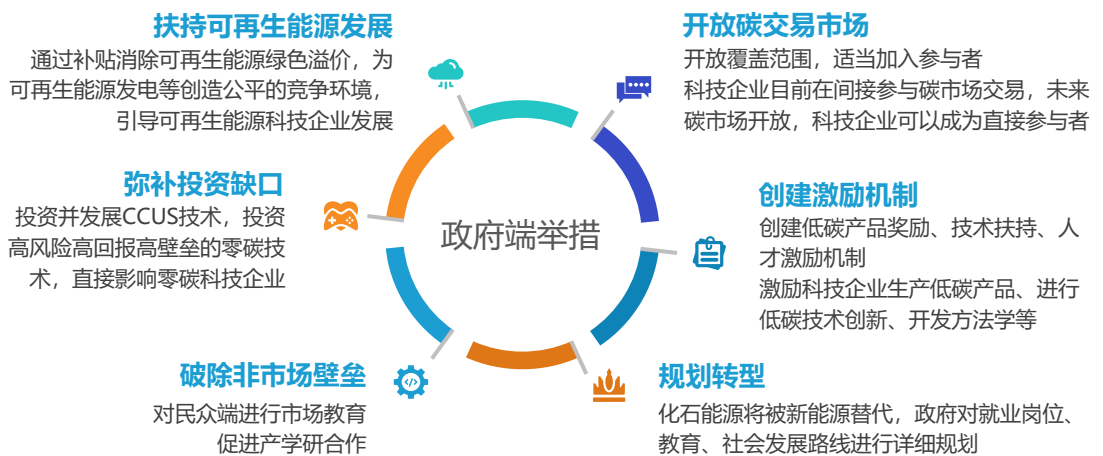 扶持可再生能源发展
通过补贴消除可再生能源绿色溢价，为
可再生能源发电等创造公平的竞争环境，
引导可再生能源科技企业发展
开放碳交易市场
开放覆盖范围，适当加入参与者
科技企业目前在间接参与碳市场交易，未来
碳市场开放，科技企业可以成为直接参与者
弥补投资缺口
投资并发展CCUS技术，投资
高风险高回报高壁垒的零碳技
术，直接影响零碳科技企业
政府端举措
创建激励机制
创建低碳产品奖励、技术扶持、人
才激励机制
激励科技企业生产低碳产品、进行
低碳技术创新、开发方法学等
破除非市场壁垒
对民众端进行市场教育
促进产学研合作
规划转型
化石能源将被新能源替代，政府对就业岗位、
教育、社会发展路线进行详细规划